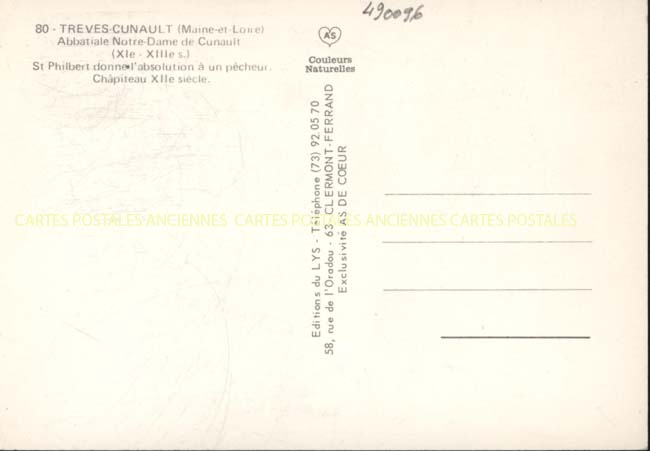 80 - TREVES-CUNAULT (Maine-et-Loire)
Abbatiale Notre-Dame de Cunault
(XIe - XIIIe s.)
St Philbert donne l'absolution à un pêcheur.
Châpiteau XIIe siècle.
490096
AS
Couleurs
Naturelles
Editions du LYS - Téléphone (73) 92.05 70
58, rue de l'Oradou - 63 - CLERMONT-FERRAND
Exclusivité AS DE COEUR
CARTES POSTALES ANCIENNES CARTES POSTALES ANCIENNES CARTES POSTALES